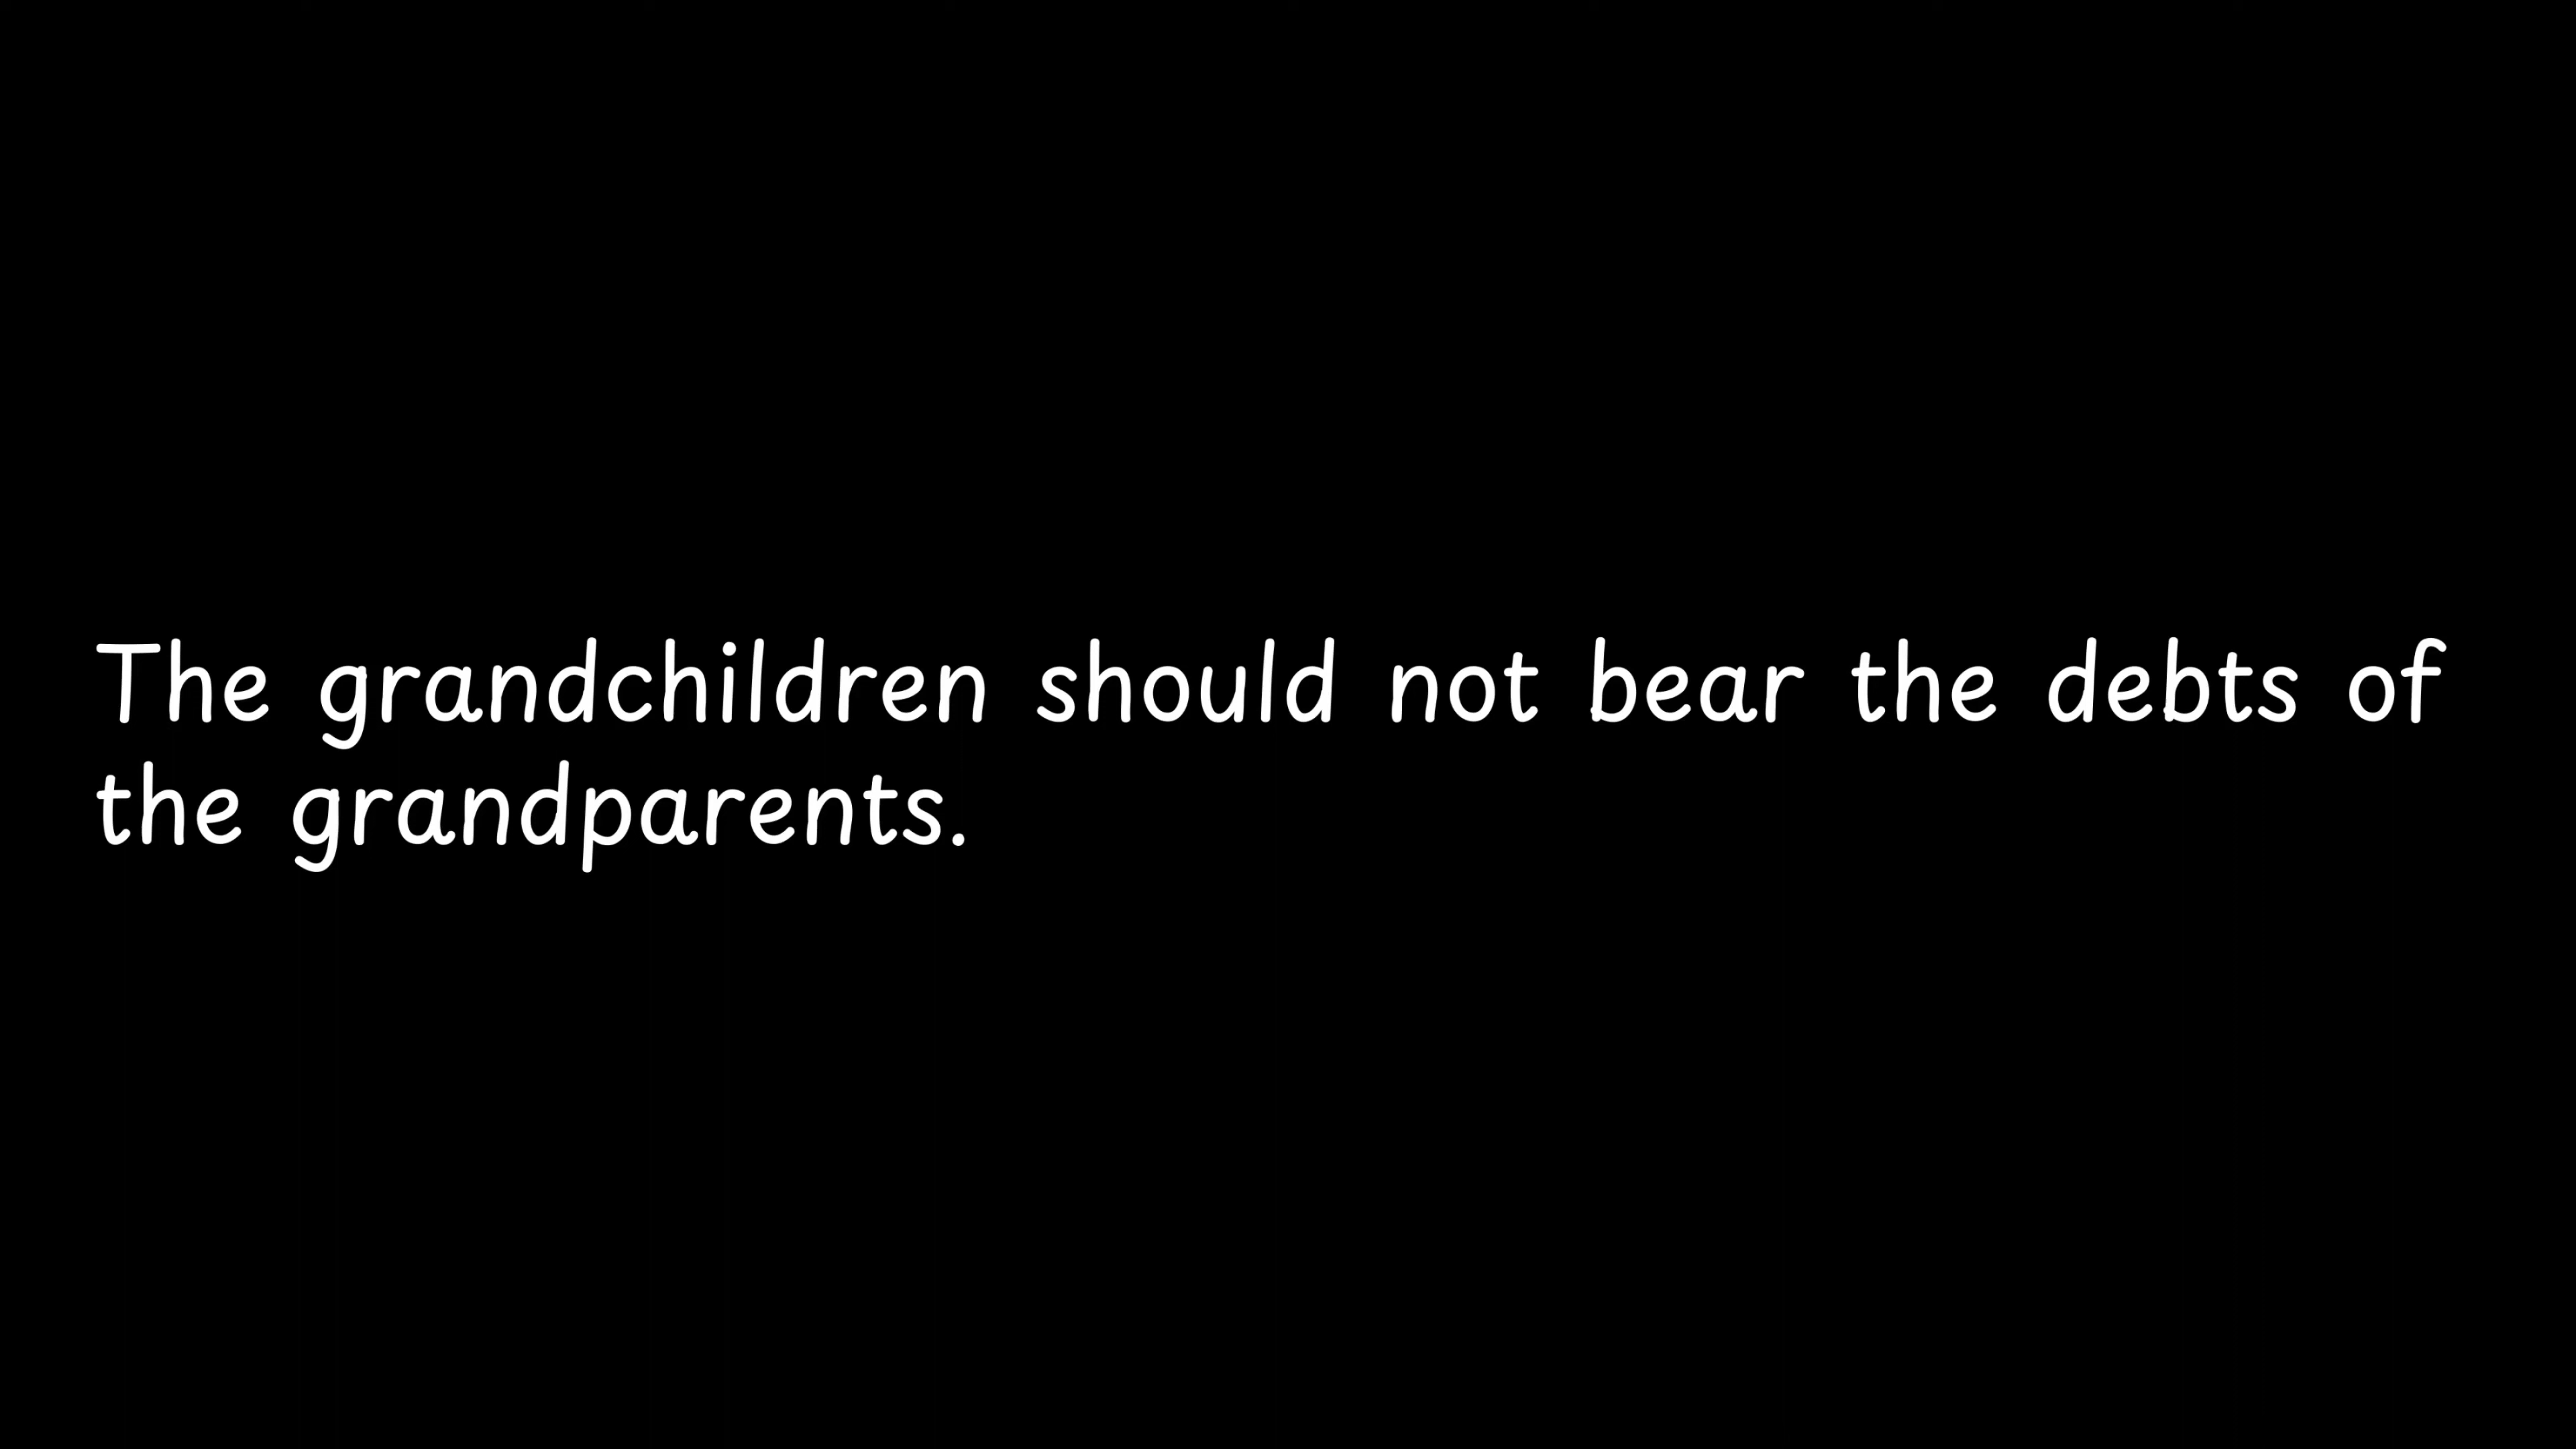 The grandchildren should not bear the debts of
the grandparents.